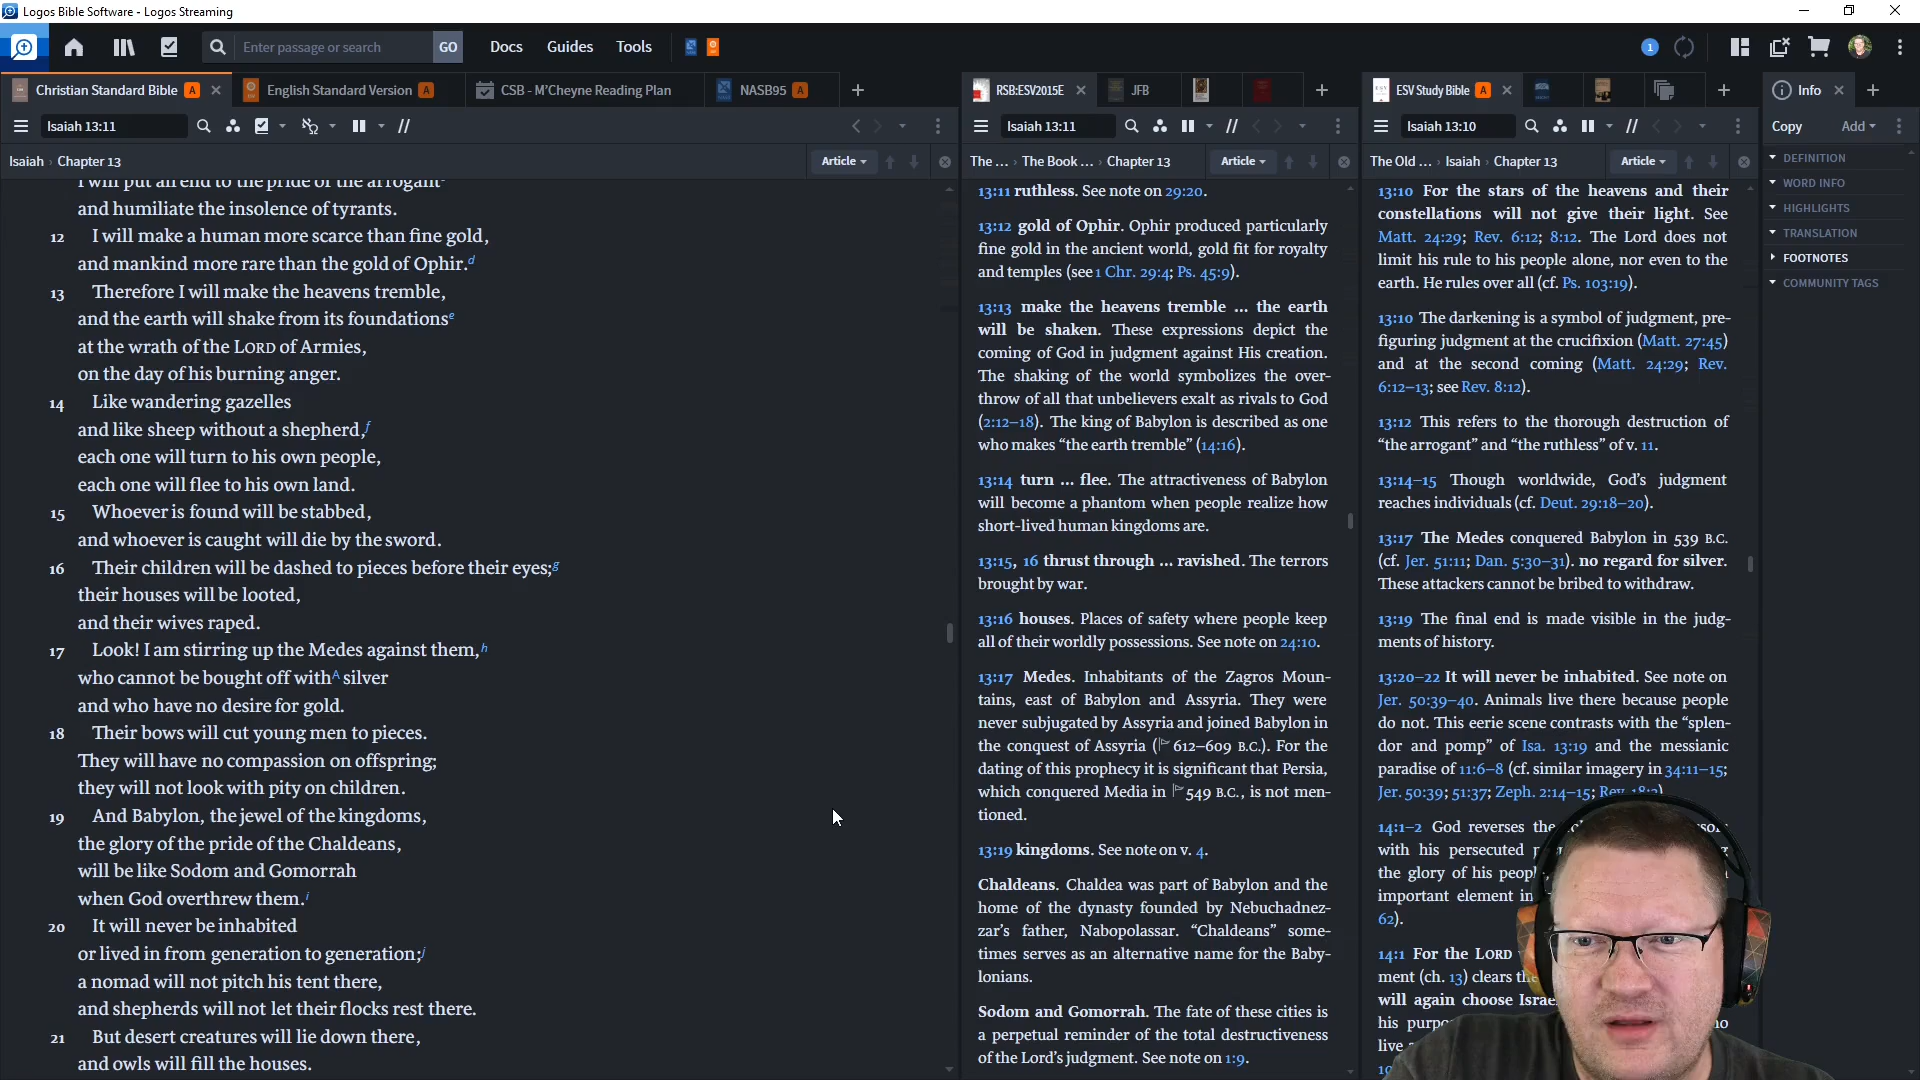 Logos Bible Software - Logos Streaming
Enter passage or search
GO
Docs
Guides
Tools
1
Christian Standard Bible A
English Standard Version A
CSB - M'Cheyne Reading Plan
NASB95 A
RSB:ESV2015E
JFB
ESV Study Bible A
Info
Isaiah 13:11
Isaiah 13:11
Isaiah 13:10
Copy
Add
Isaiah › Chapter 13
Article
The ... › The Book ... › Chapter 13
Article
The Old ... › Isaiah › Chapter 13
Article
I will put an end to the pride of the arrogant
and humiliate the insolence of tyrants.
12 I will make a human more scarce than fine gold,
and mankind more rare than the gold of Ophir.d
13 Therefore I will make the heavens tremble,
and the earth will shake from its foundationse
at the wrath of the LORD of Armies,
on the day of his burning anger.
14 Like wandering gazelles
and like sheep without a shepherd,f
each one will turn to his own people,
each one will flee to his own land.
15 Whoever is found will be stabbed,
and whoever is caught will die by the sword.
16 Their children will be dashed to pieces before their eyes;g
their houses will be looted,
and their wives raped.
17 Look! I am stirring up the Medes against them,h
who cannot be bought off withA silver
and who have no desire for gold.
18 Their bows will cut young men to pieces.
They will have no compassion on offspring;
they will not look with pity on children.
19 And Babylon, the jewel of the kingdoms,
the glory of the pride of the Chaldeans,
will be like Sodom and Gomorrah
when God overthrew them.i
20 It will never be inhabited
or lived in from generation to generation;j
a nomad will not pitch his tent there,
and shepherds will not let their flocks rest there.
21 But desert creatures will lie down there,
and owls will fill the houses.
13:11 ruthless. See note on 29:20.
13:12 gold of Ophir. Ophir produced particularly
fine gold in the ancient world, gold fit for royalty
and temples (see 1 Chr. 29:4; Ps. 45:9).
13:13 make the heavens tremble ... the earth
will be shaken. These expressions depict the
coming of God in judgment against His creation.
The shaking of the world symbolizes the over-
throw of all that unbelievers exalt as rivals to God
(2:12–18). The king of Babylon is described as one
who makes “the earth tremble” (14:16).
13:14 turn ... flee. The attractiveness of Babylon
will become a phantom when people realize how
short-lived human kingdoms are.
13:15, 16 thrust through ... ravished. The terrors
brought by war.
13:16 houses. Places of safety where people keep
all of their worldly possessions. See note on 24:10.
13:17 Medes. Inhabitants of the Zagros Moun-
tains, east of Babylon and Assyria. They were
never subjugated by Assyria and joined Babylon in
the conquest of Assyria (612–609 B.C.). For the
dating of this prophecy it is significant that Persia,
which conquered Media in 549 B.C., is not men-
tioned.
13:19 kingdoms. See note on v. 4.
Chaldeans. Chaldea was part of Babylon and the
home of the dynasty founded by Nebuchadnez-
zar's father, Nabopolassar. “Chaldeans” some-
times serves as an alternative name for the Baby-
lonians.
Sodom and Gomorrah. The fate of these cities is
a perpetual reminder of the total destructiveness
of the Lord's judgment. See note on 1:9.
13:10 For the stars of the heavens and their
constellations will not give their light. See
Matt. 24:29; Rev. 6:12; 8:12. The Lord does not
limit his rule to his people alone, nor even to the
earth. He rules over all (cf. Ps. 103:19).
13:10 The darkening is a symbol of judgment, pre-
figuring judgment at the crucifixion (Matt. 27:45)
and at the second coming (Matt. 24:29; Rev.
6:12–13; see Rev. 8:12).
13:12 This refers to the thorough destruction of
“the arrogant” and “the ruthless” of v. 11.
13:14–15 Though worldwide, God's judgment
reaches individuals (cf. Deut. 29:18–20).
13:17 The Medes conquered Babylon in 539 B.C.
(cf. Jer. 51:11; Dan. 5:30–31). no regard for silver.
These attackers cannot be bribed to withdraw.
13:19 The final end is made visible in the judg-
ments of history.
13:20–22 It will never be inhabited. See note on
Jer. 50:39–40. Animals live there because people
do not. This eerie scene contrasts with the “splen-
dor and pomp” of Isa. 13:19 and the messianic
paradise of 11:6–8 (cf. similar imagery in 34:11–15;
Jer. 50:39; 51:37; Zeph. 2:14–15; Rev. 18:2).
14:1–2 God reverses the
with his persecuted
the glory of his people,
important element in
62).
14:1 For the LORD
ment (ch. 13) clears the
will again choose Israel
his purpo
live
DEFINITION
WORD INFO
HIGHLIGHTS
TRANSLATION
FOOTNOTES
COMMUNITY TAGS